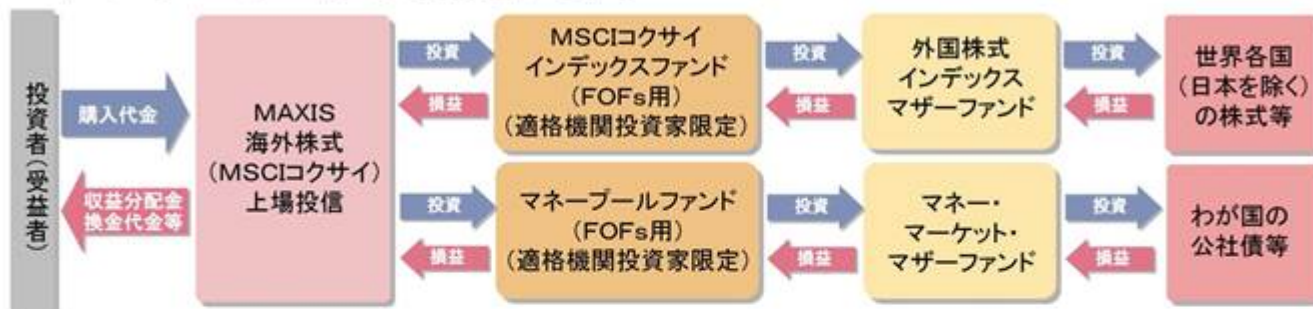 投資者(受益者)
購入代金
収益分配金
換金代金等
MAXIS
海外株式
(MSCIコクサイ)
上場投信
投資
損益
MSCIコクサイ
インデックスファンド
(FOFs用)
(適格機関投資家限定)
投資
損益
外国株式
インデックス
マザーファンド
投資
損益
世界各国
(日本を除く)
の株式等
投資
損益
マネープールファンド
(FOFs用)
(適格機関投資家限定)
投資
損益
マネー・
マーケット・
マザーファンド
投資
損益
わが国の
公社債等